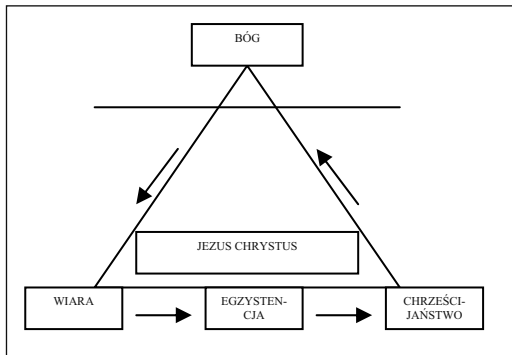 BÓG
JEZUS CHRYSTUS
WIARA
EGZYSTEN-
CJA
CHRZEŚCI-
JAŃSTWO